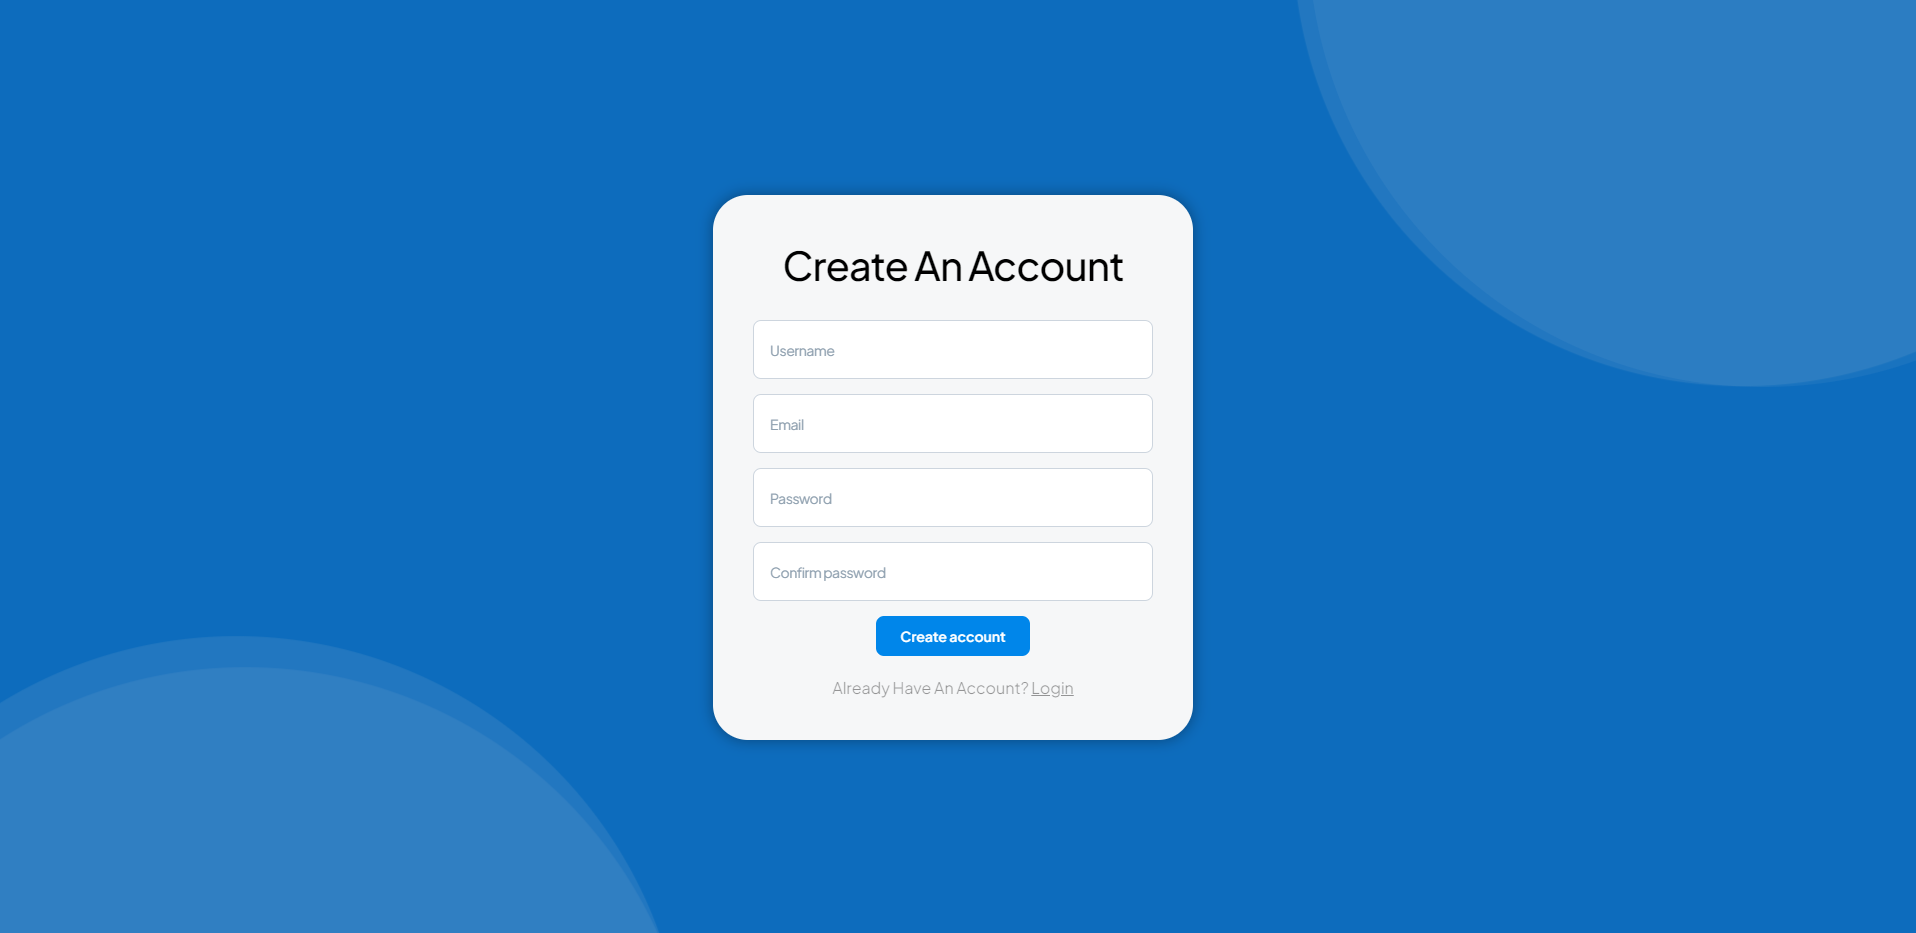 Create An Account
Username
Email
Password
Confirm password
Create account
Already Have An Account? Login